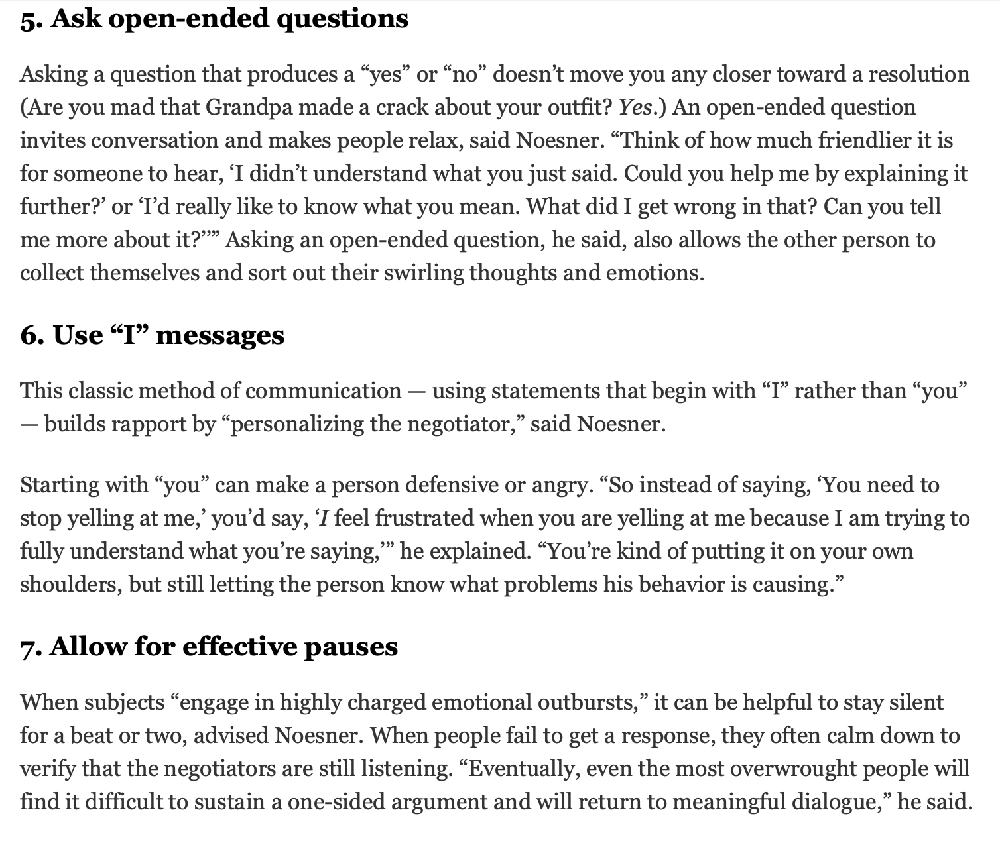 5. Ask open-ended questions
Asking a question that produces a “yes” or “no” doesn’t move you any closer toward a resolution
(Are you mad that Grandpa made a crack about your outfit? Yes.) An open-ended question
invites conversation and makes people relax, said Noesner. “Think of how much friendlier it is
for someone to hear, ‘I didn’t understand what you just said. Could you help me by explaining it
further?’ or ‘I’d really like to know what you mean. What did I get wrong in that? Can you tell
me more about it?’”” Asking an open-ended question, he said, also allows the other person to
collect themselves and sort out their swirling thoughts and emotions.
6. Use “I” messages
This classic method of communication — using statements that begin with “I” rather than “you”
— builds rapport by “personalizing the negotiator,” said Noesner.
Starting with “you” can make a person defensive or angry. “So instead of saying, ‘You need to
stop yelling at me,’ you’d say, ‘I feel frustrated when you are yelling at me because I am trying to
fully understand what you’re saying,’” he explained. “You’re kind of putting it on your own
shoulders, but still letting the person know what problems his behavior is causing.”
7. Allow for effective pauses
When subjects “engage in highly charged emotional outbursts,” it can be helpful to stay silent
for a beat or two, advised Noesner. When people fail to get a response, they often calm down to
verify that the negotiators are still listening. “Eventually, even the most overwrought people will
find it difficult to sustain a one-sided argument and will return to meaningful dialogue,” he said.